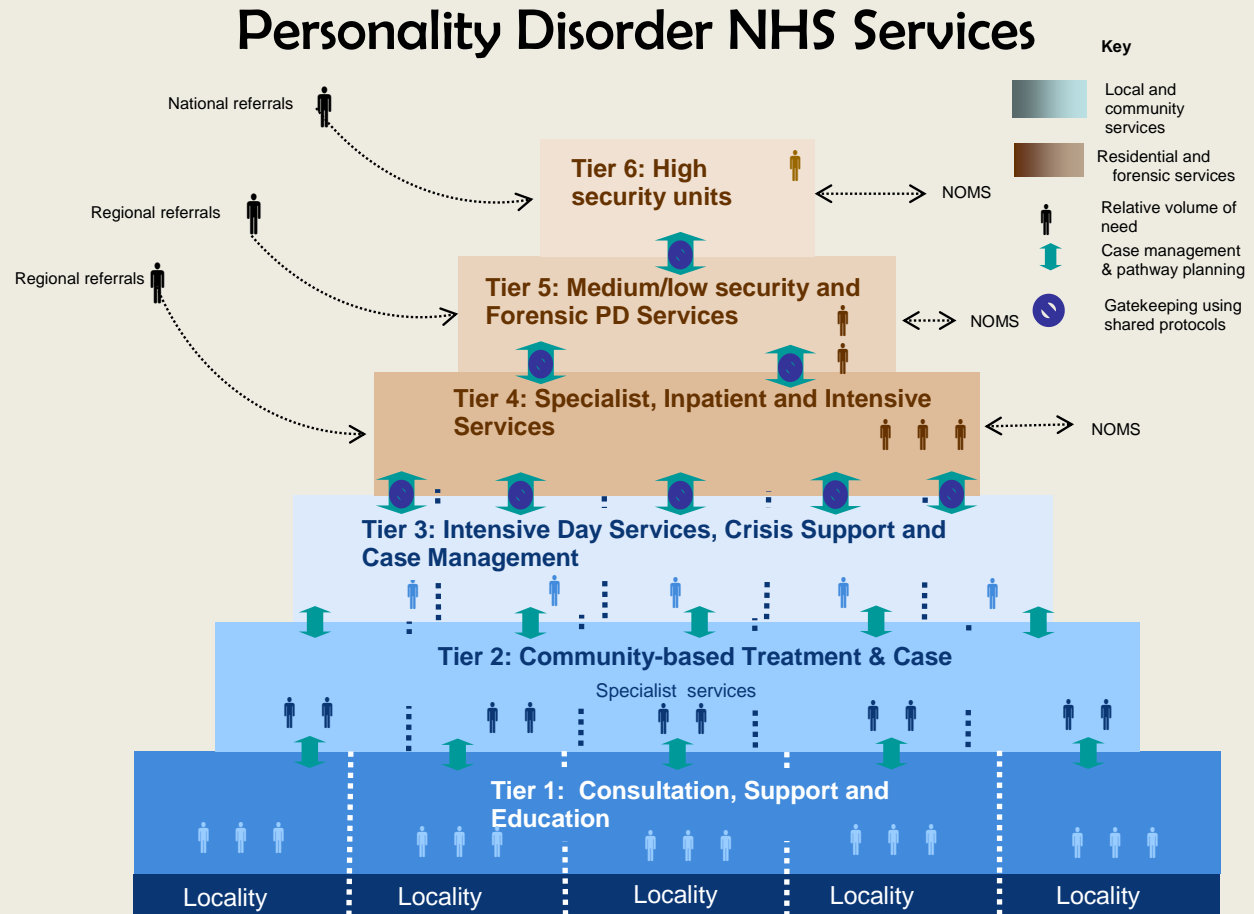 Personality Disorder NHS Services
Key
Local and
community
services
Residential and
forensic services
Relative volume of
need
Case management
& pathway planning
Gatekeeping using
shared protocols
National referrals
Tier 6: High
security units
NOMS
Regional referrals
Tier 5: Medium/low security and
Forensic PD Services
NOMS
Regional referrals
Tier 4: Specialist, Inpatient and Intensive
Services
NOMS
Tier 3: Intensive Day Services, Crisis Support and
Case Management
Tier 2: Community-based Treatment & Case
Specialist services
Tier 1: Consultation, Support and
Education
Locality
Locality
Locality
Locality
Locality